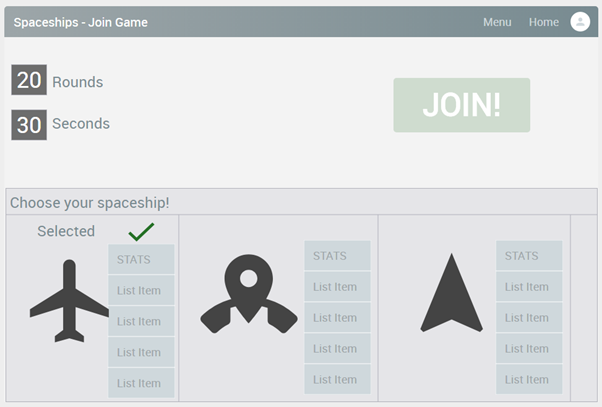 Spaceships - Join Game
Menu
Home
20 Rounds
30 Seconds
JOIN!
Choose your spaceship!
Selected
STATS
List Item
List Item
List Item
List Item
STATS
List Item
List Item
List Item
List Item
STATS
List Item
List Item
List Item
List Item